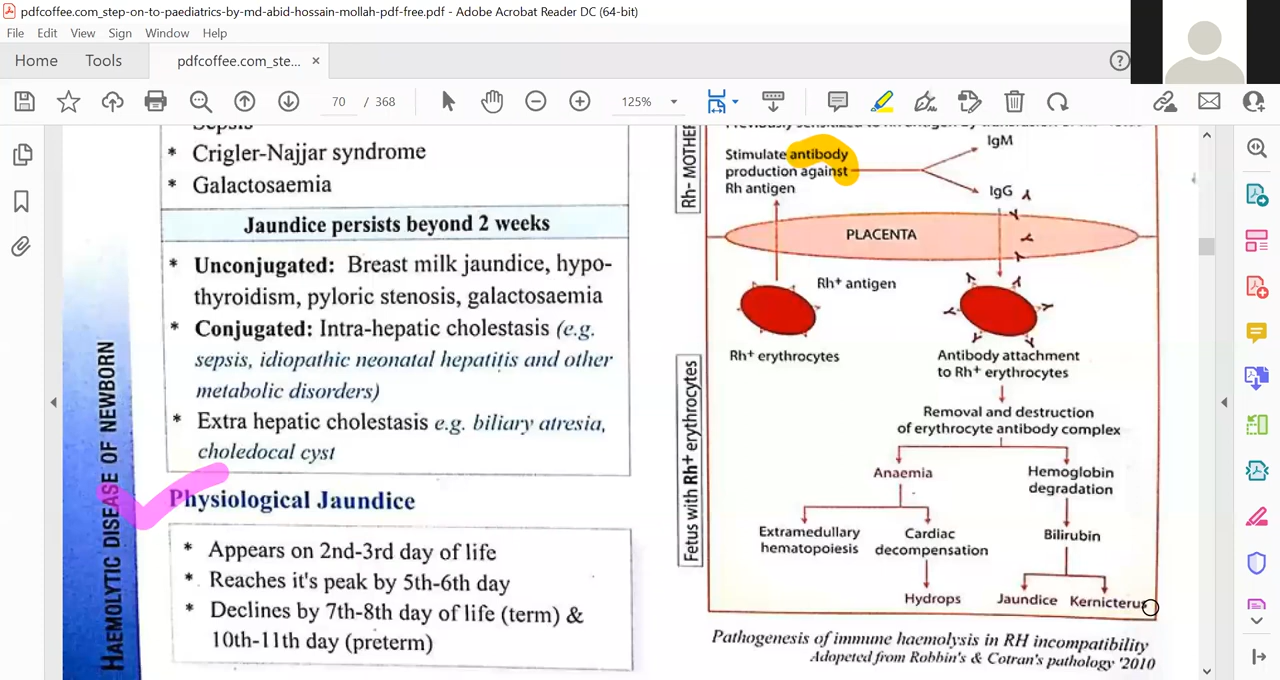 pdfcoffee.com_step-on-to-paediatrics-by-md-abid-hossain-mollah-pdf-free.pdf - Adobe Acrobat Reader DC (64-bit)
File Edit View Sign Window Help
Home Tools pdfcoffee.com_ste... ×
70 / 368 125%
HAEMOLYTIC DISEASE OF NEWBORN
Sepsis
* Crigler-Najjar syndrome
* Galactosaemia
Jaundice persists beyond 2 weeks
* Unconjugated: Breast milk jaundice, hypo-
thyroidism, pyloric stenosis, galactosaemia
* Conjugated: Intra-hepatic cholestasis (e.g.
sepsis, idiopathic neonatal hepatitis and other
metabolic disorders)
* Extra hepatic cholestasis e.g. biliary atresia,
choledocal cyst
Physiological Jaundice
* Appears on 2nd-3rd day of life
* Reaches it's peak by 5th-6th day
* Declines by 7th-8th day of life (term) &
10th-11th day (preterm)
Rh- MOTHER
Stimulate antibody
production against
Rh antigen
IgM
IgG
PLACENTA
Rh+ antigen
Rh+ erythrocytes
Fetus with Rh+ erythrocytes
Antibody attachment
to Rh+ erythrocytes
Removal and destruction
of erythrocyte antibody complex
Anaemia
Hemoglobin
degradation
Extramedullary
hematopoiesis
Cardiac
decompensation
Bilirubin
Hydrops
Jaundice
Kernicterus
Pathogenesis of immune haemolysis in RH incompatibility
Adopeted from Robbin's & Cotran's pathology '2010